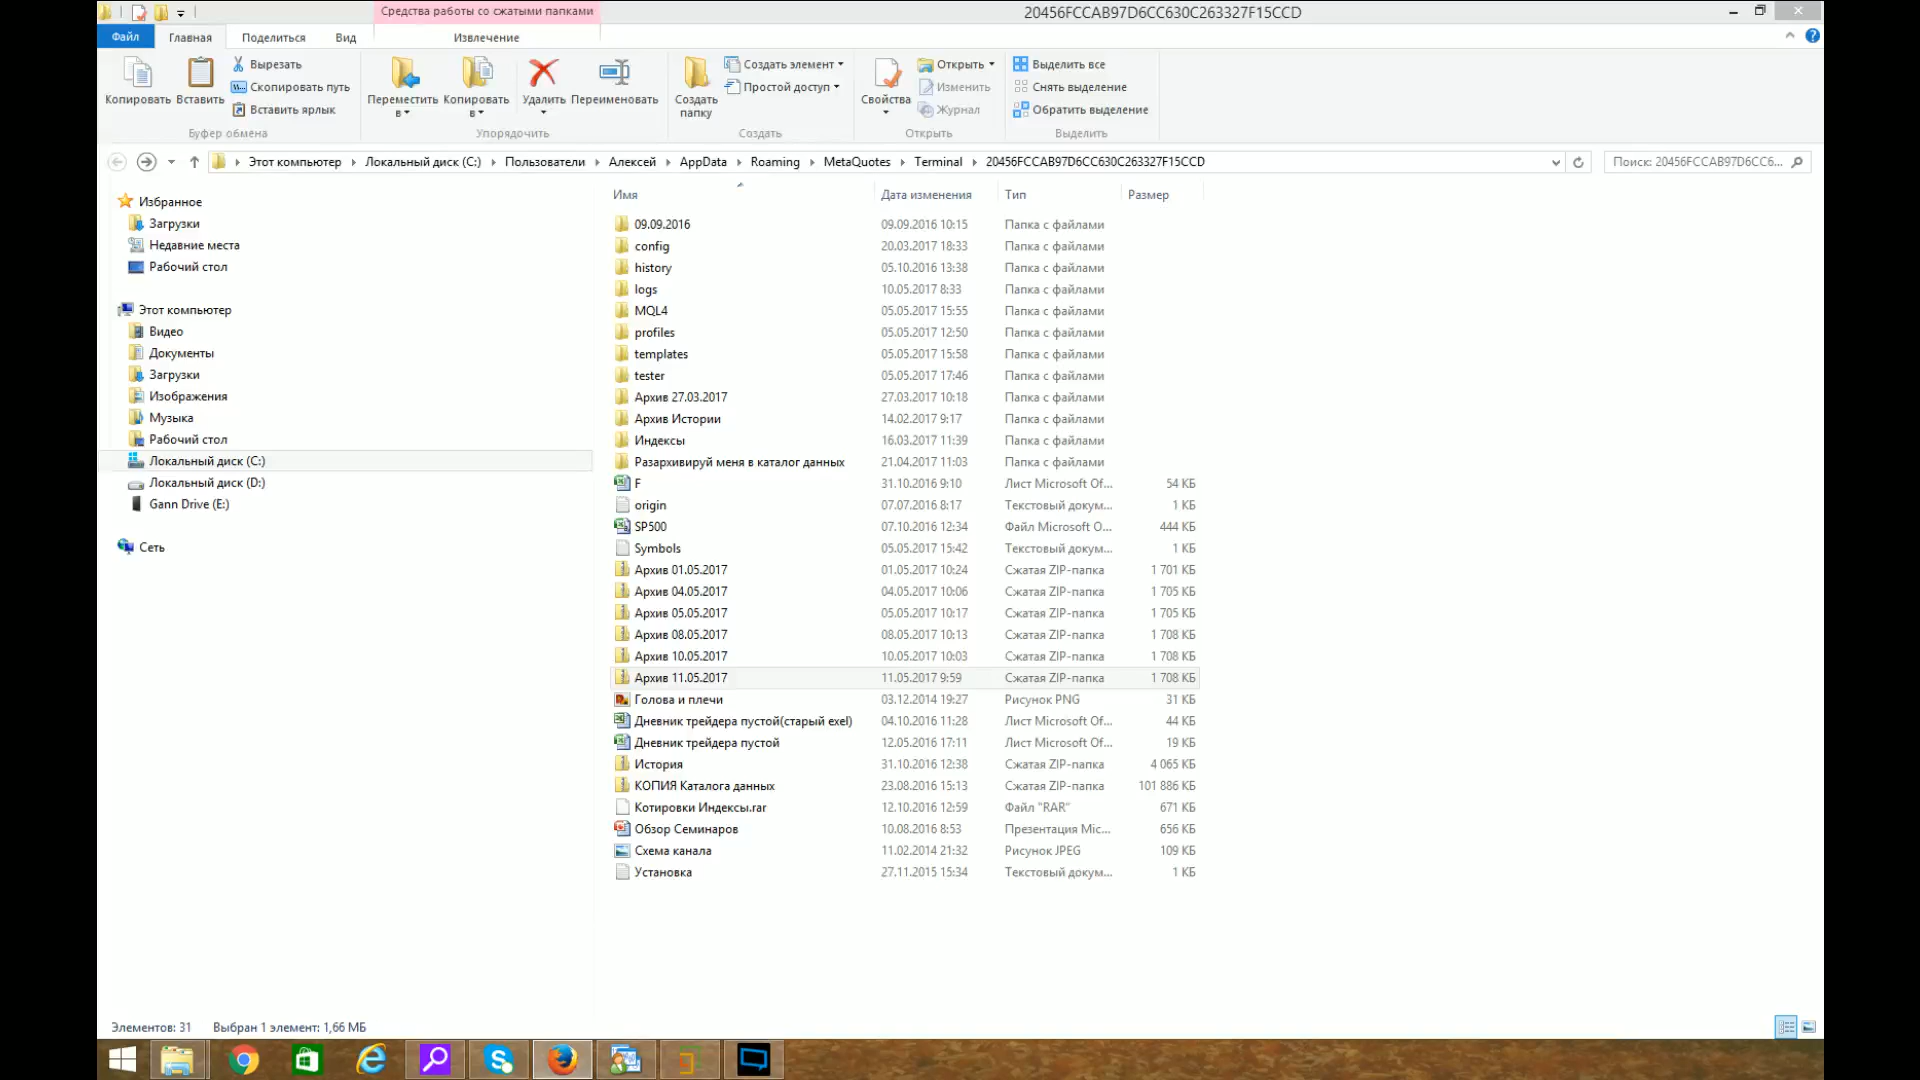 Средства работы со сжатыми папками
20456FCCAB97D6CC630C263327F15CCD
Файл Главная Поделиться Вид Извлечение
Копировать
Вставить
Вырезать
Скопировать путь
Вставить ярлык
Буфер обмена
Переместить в
Копировать в
Удалить
Переименовать
Упорядочить
Создать папку
Создать элемент
Простой доступ
Создать
Свойства
Открыть
Изменить
Журнал
Открыть
Выделить все
Снять выделение
Обратить выделение
Выделить
Этот компьютер Локальный диск (C:) Пользователи Алексей AppData Roaming MetaQuotes Terminal 20456FCCAB97D6CC630C263327F15CCD
Поиск: 20456FCCAB97D6CC6...
Избранное
Загрузки
Недавние места
Рабочий стол
Этот компьютер
Видео
Документы
Загрузки
Изображения
Музыка
Рабочий стол
Локальный диск (C:)
Локальный диск (D:)
Gann Drive (E:)
Сеть
Имя Дата изменения Тип Размер
09.09.2016 09.09.2016 10:15 Папка с файлами
config 20.03.2017 18:33 Папка с файлами
history 05.10.2016 13:38 Папка с файлами
logs 10.05.2017 8:33 Папка с файлами
MQL4 05.05.2017 15:55 Папка с файлами
profiles 05.05.2017 12:50 Папка с файлами
templates 05.05.2017 15:58 Папка с файлами
tester 05.05.2017 17:46 Папка с файлами
Архив 27.03.2017 27.03.2017 10:18 Папка с файлами
Архив Истории 14.02.2017 9:17 Папка с файлами
Индексы 16.03.2017 11:39 Папка с файлами
Разархивируй меня в каталог данных 21.04.2017 11:03 Папка с файлами
F 31.10.2016 9:10 Лист Microsoft Of... 54 КБ
origin 07.07.2016 8:17 Текстовый докум... 1 КБ
SP500 07.10.2016 12:34 Файл Microsoft O... 444 КБ
Symbols 05.05.2017 15:42 Текстовый докум... 1 КБ
Архив 01.05.2017 01.05.2017 10:24 Сжатая ZIP-папка 1 701 КБ
Архив 04.05.2017 04.05.2017 10:06 Сжатая ZIP-папка 1 705 КБ
Архив 05.05.2017 05.05.2017 10:17 Сжатая ZIP-папка 1 705 КБ
Архив 08.05.2017 08.05.2017 10:13 Сжатая ZIP-папка 1 708 КБ
Архив 10.05.2017 10.05.2017 10:03 Сжатая ZIP-папка 1 708 КБ
Архив 11.05.2017 11.05.2017 9:59 Сжатая ZIP-папка 1 708 КБ
Голова и плечи 03.12.2014 19:27 Рисунок PNG 31 КБ
Дневник трейдера пустой(старый exel) 04.10.2016 11:28 Лист Microsoft Of... 44 КБ
Дневник трейдера пустой 12.05.2016 17:11 Лист Microsoft Of... 19 КБ
История 31.10.2016 12:38 Сжатая ZIP-папка 4 065 КБ
КОПИЯ Каталога данных 23.08.2016 15:13 Сжатая ZIP-папка 101 886 КБ
Котировки Индексы.rar 12.10.2016 12:59 Файл "RAR" 671 КБ
Обзор Семинаров 10.08.2016 8:53 Презентация Mic... 656 КБ
Схема канала 11.02.2014 21:32 Рисунок JPEG 109 КБ
Установка 27.11.2015 15:34 Текстовый докум... 1 КБ
Элементов: 31 Выбран 1 элемент: 1,66 МБ